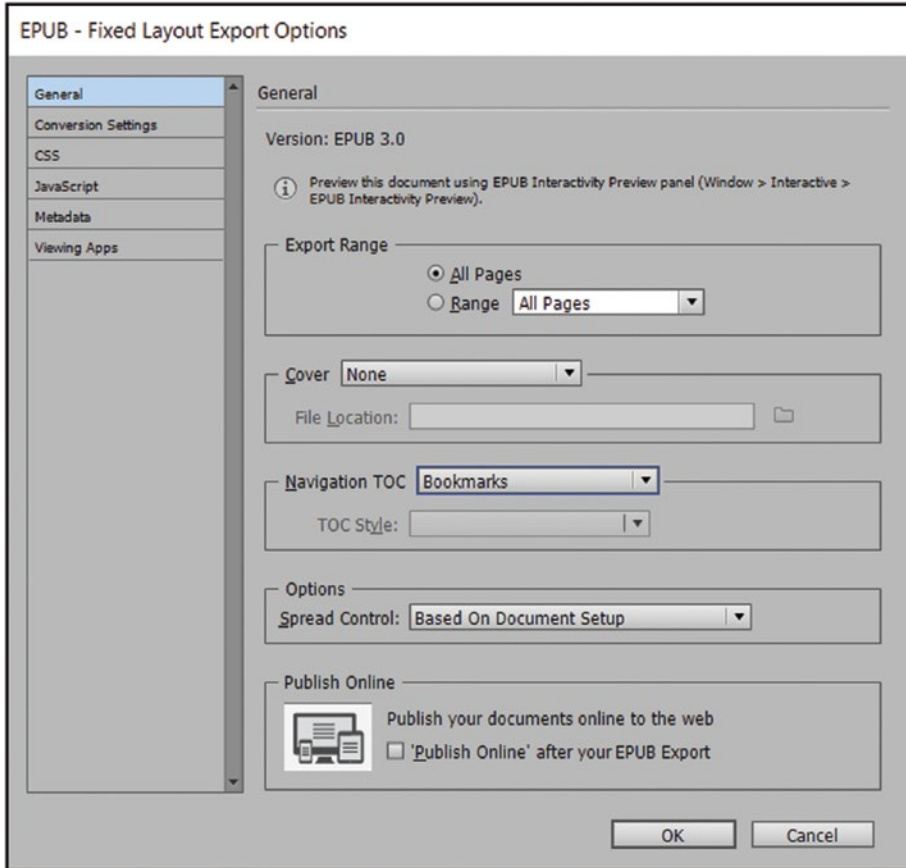 EPUB - Fixed Layout Export Options
General
Conversion Settings
CSS
JavaScript
Metadata
Viewing Apps
General
Version: EPUB 3.0
Preview this document using EPUB Interactivity Preview panel (Window > Interactive >
EPUB Interactivity Preview).
Export Range
All Pages
Range All Pages
Cover None
File Location:
Navigation TOC Bookmarks
TOC Style:
Options
Spread Control: Based On Document Setup
Publish Online
Publish your documents online to the web
'Publish Online' after your EPUB Export
OK Cancel